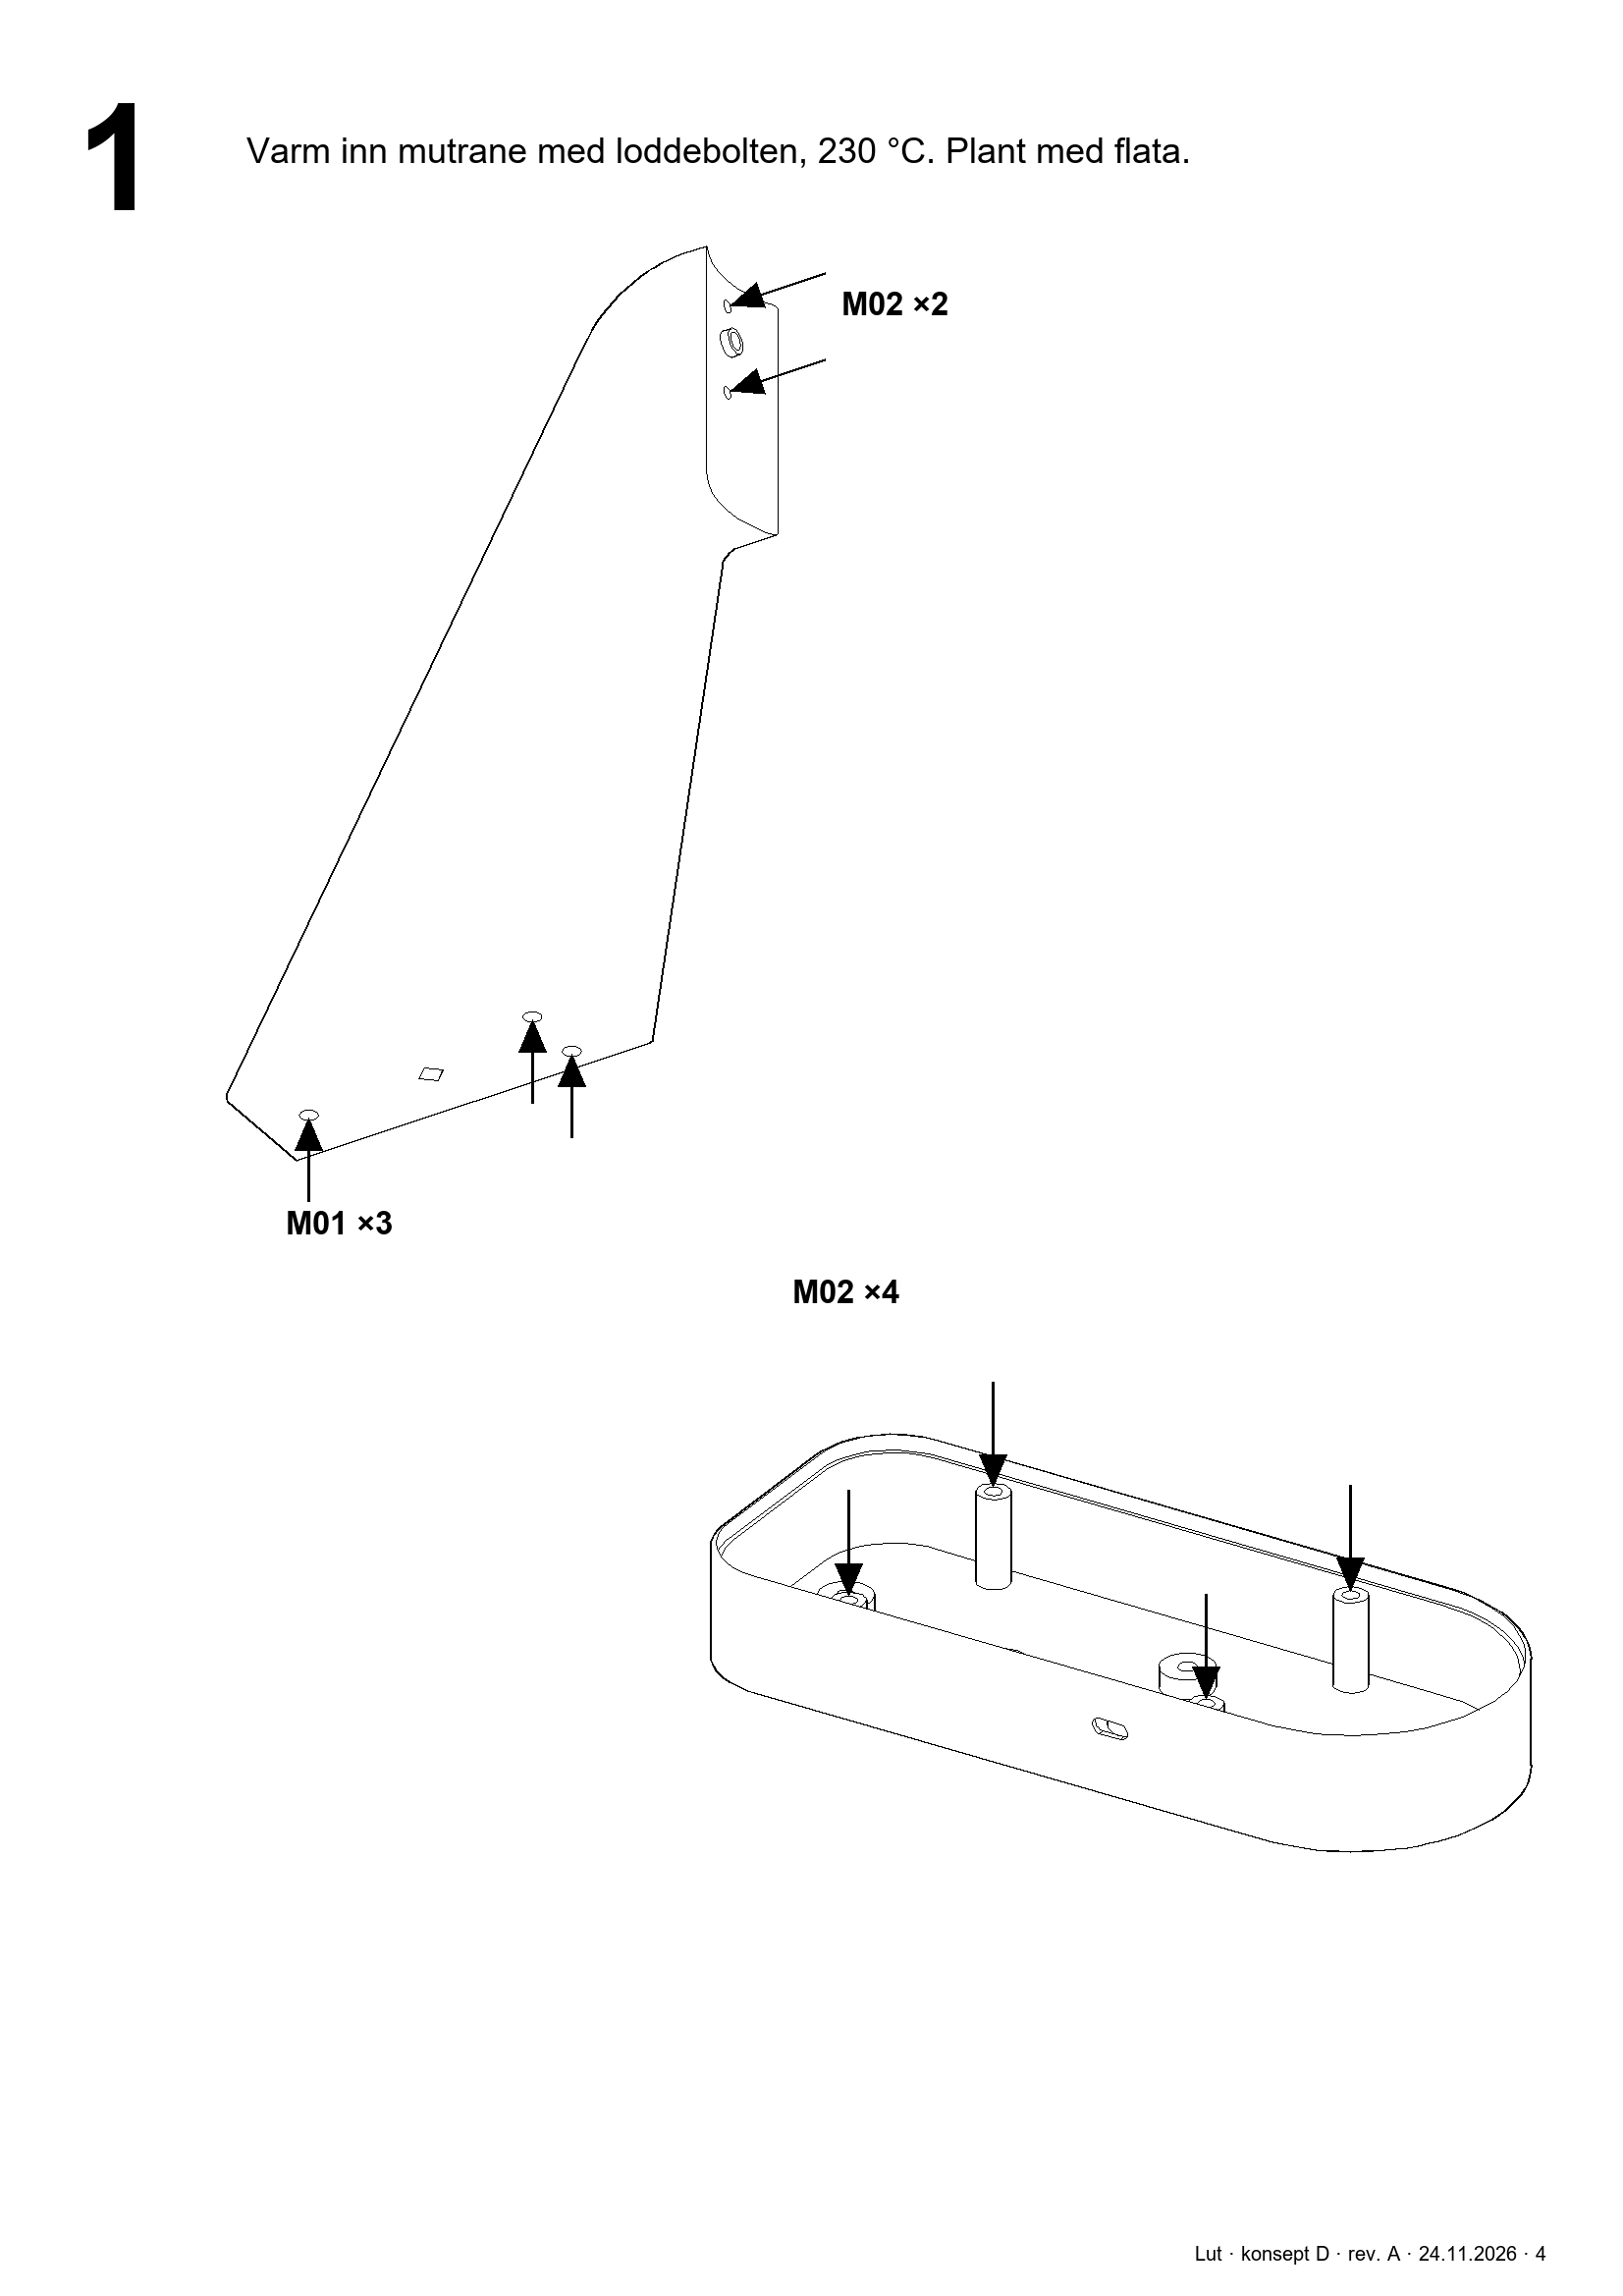 1
Varm inn mutrane med loddebolten, 230 °C. Plant med flata.
M02 ×2
M01 ×3
M02 ×4
Lut · konsept D · rev. A · 24.11.2026 · 4